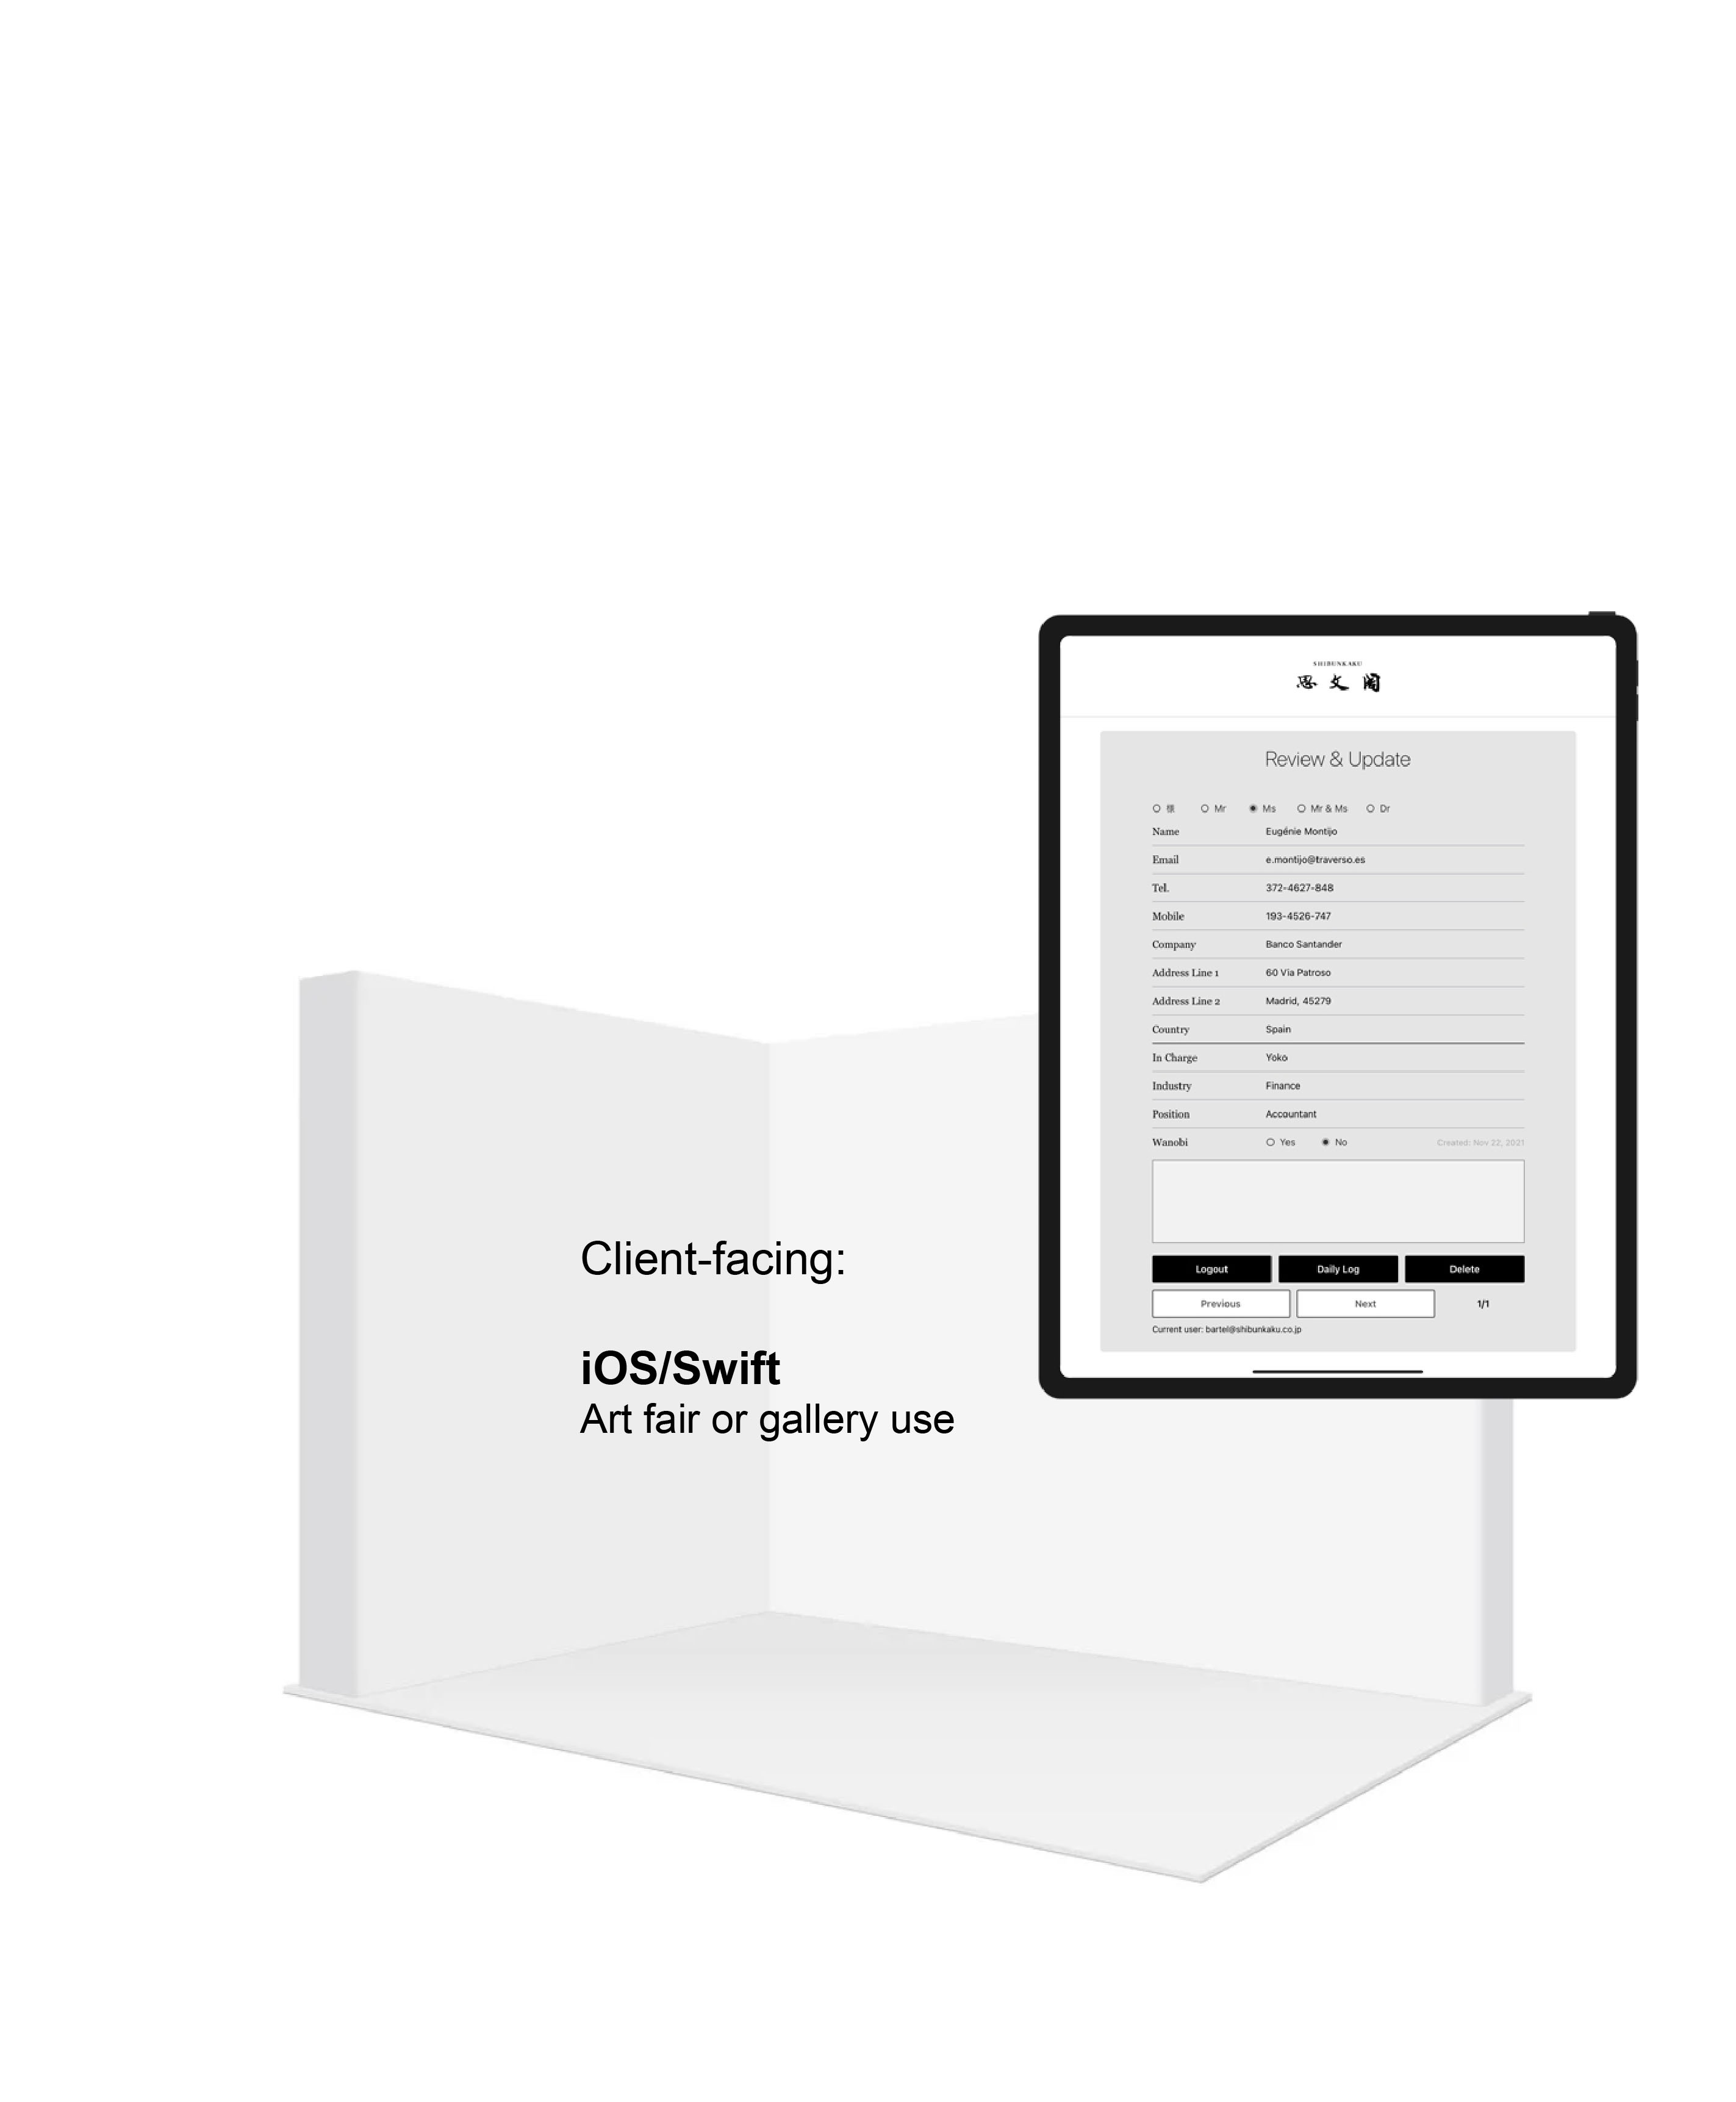 SHIBUNKAKU
思文閣
Review & Update
様 Mr Ms Mr & Ms Dr
Name Eugénie Montijo
Email e.montijo@traverso.es
Tel. 372-4627-848
Mobile 193-4526-747
Company Banco Santander
Address Line 1 60 Via Patroso
Address Line 2 Madrid, 45279
Country Spain
In Charge Yoko
Industry Finance
Position Accountant
Wanobi Yes No Created: Nov 22, 2021
Logout Daily Log Delete
Previous Next 1/1
Current user: bartel@shibunkaku.co.jp
Client-facing:
iOS/Swift
Art fair or gallery use